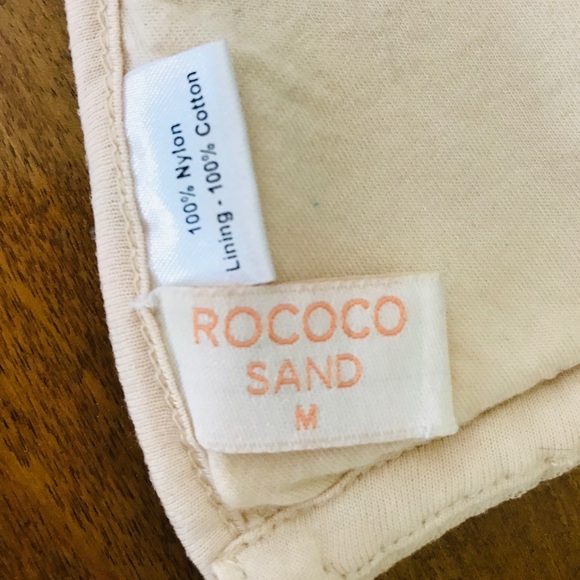 100% Nylon
Lining - 100% Cotton
ROCOCO
SAND
M